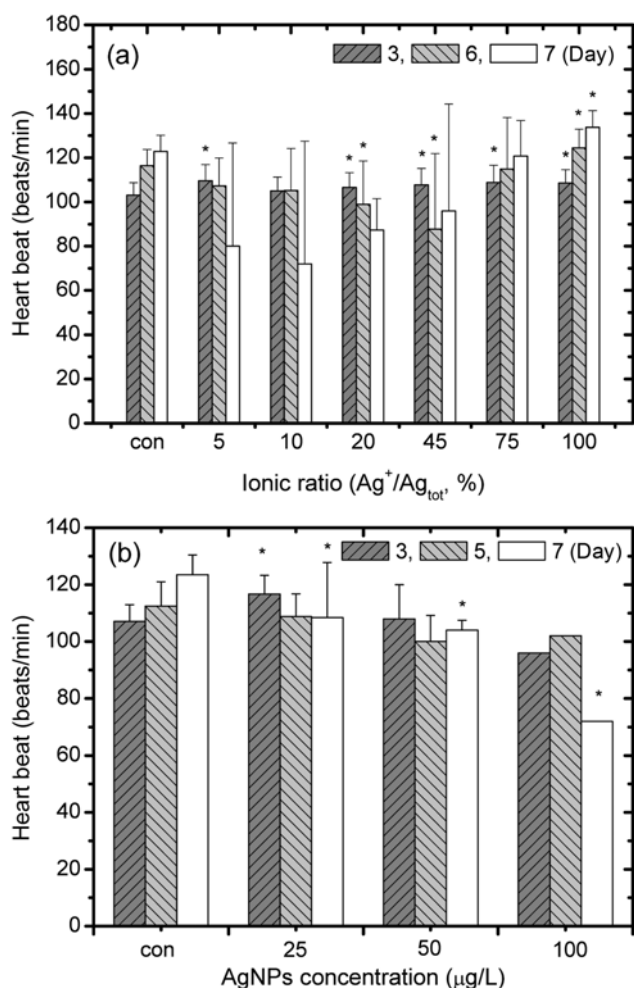 (a)
3, 6, 7 (Day)
180
160
140
120
100
80
60
40
20
0
Heart beat (beats/min)
* * * * * * * * * *
con 5 10 20 45 75 100
Ionic ratio (Ag⁺/Ag_tot, %)
(b)
3, 5, 7 (Day)
140
120
100
80
60
40
20
0
Heart beat (beats/min)
* * * *
con 25 50 100
AgNPs concentration (μg/L)